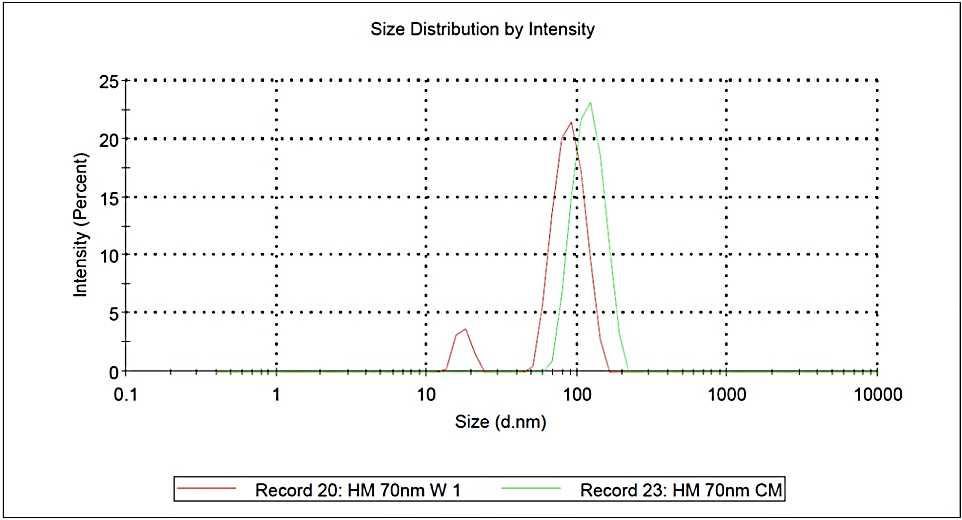 Size Distribution by Intensity
25
20
15
10
5
0
Intensity (Percent)
0.1 1 10 100 1000 10000
Size (d.nm)
Record 20: HM 70nm W 1 Record 23: HM 70nm CM